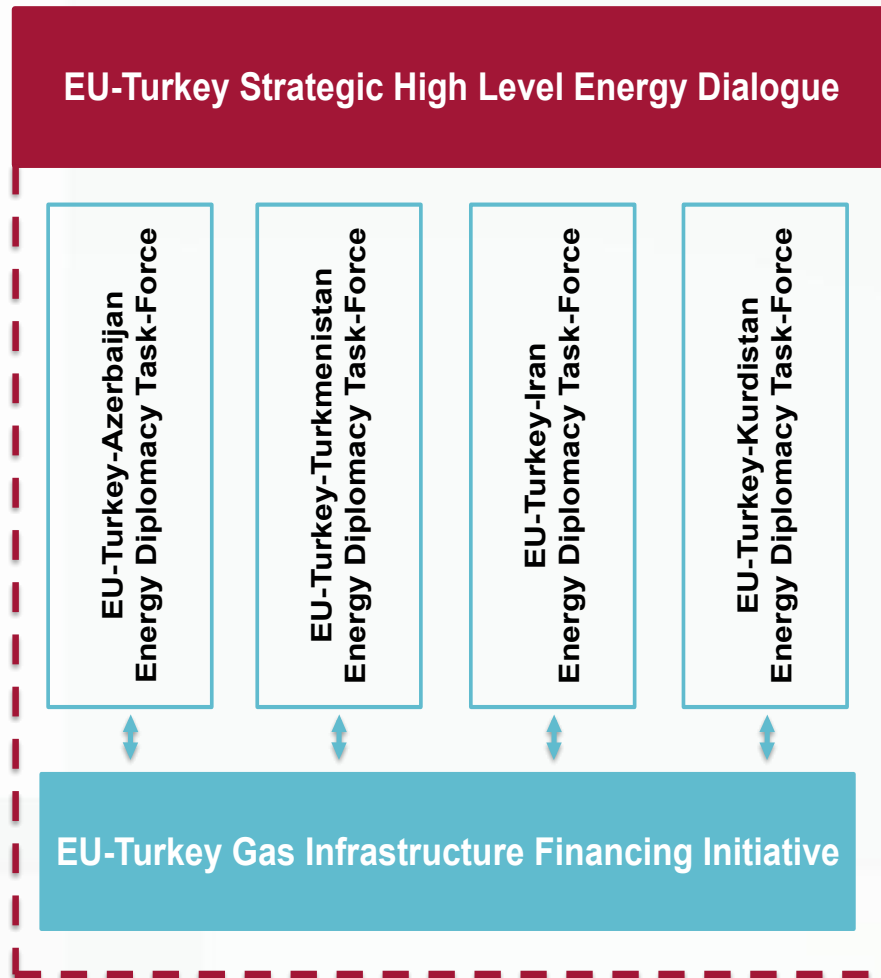 EU-Turkey Strategic High Level Energy Dialogue
EU-Turkey-Azerbaijan
Energy Diplomacy Task-Force
EU-Turkey-Turkmenistan
Energy Diplomacy Task-Force
EU-Turkey-Iran
Energy Diplomacy Task-Force
EU-Turkey-Kurdistan
Energy Diplomacy Task-Force
EU-Turkey Gas Infrastructure Financing Initiative